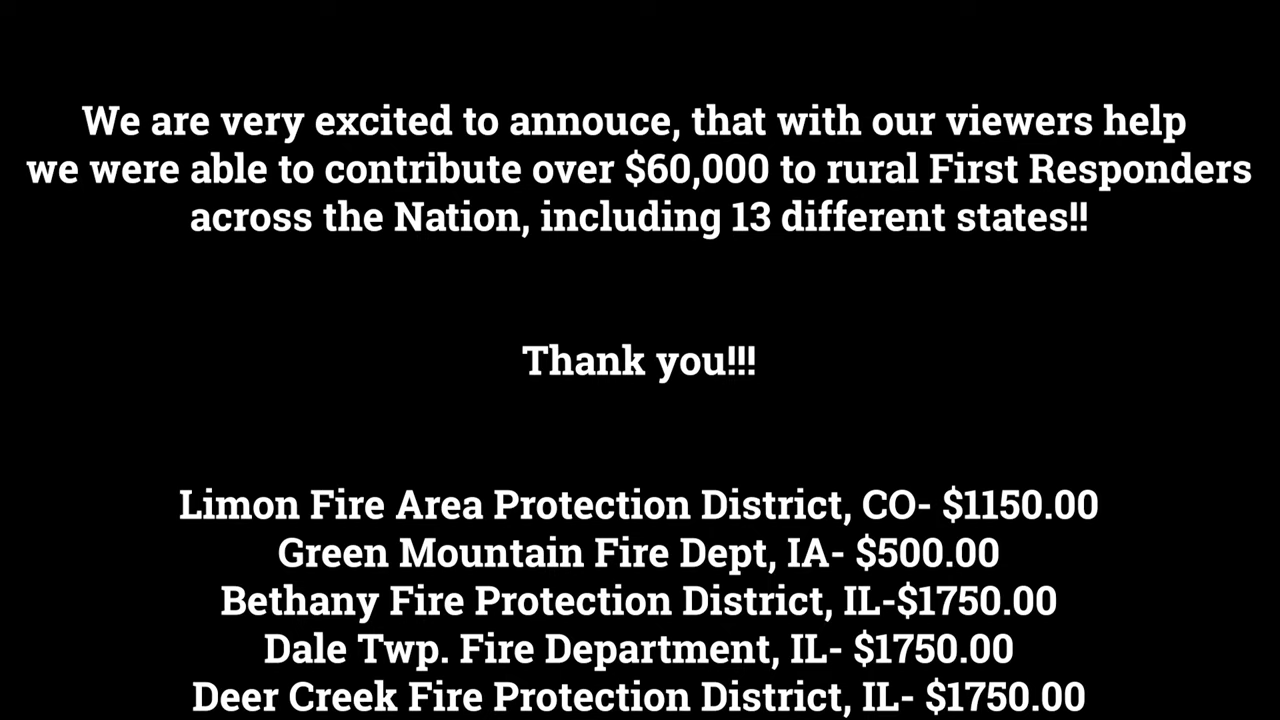 We are very excited to annouce, that with our viewers help
we were able to contribute over $60,000 to rural First Responders
across the Nation, including 13 different states!!
Thank you!!!
Limon Fire Area Protection District, CO- $1150.00
Green Mountain Fire Dept, IA- $500.00
Bethany Fire Protection District, IL-$1750.00
Dale Twp. Fire Department, IL- $1750.00
Deer Creek Fire Protection District, IL- $1750.00